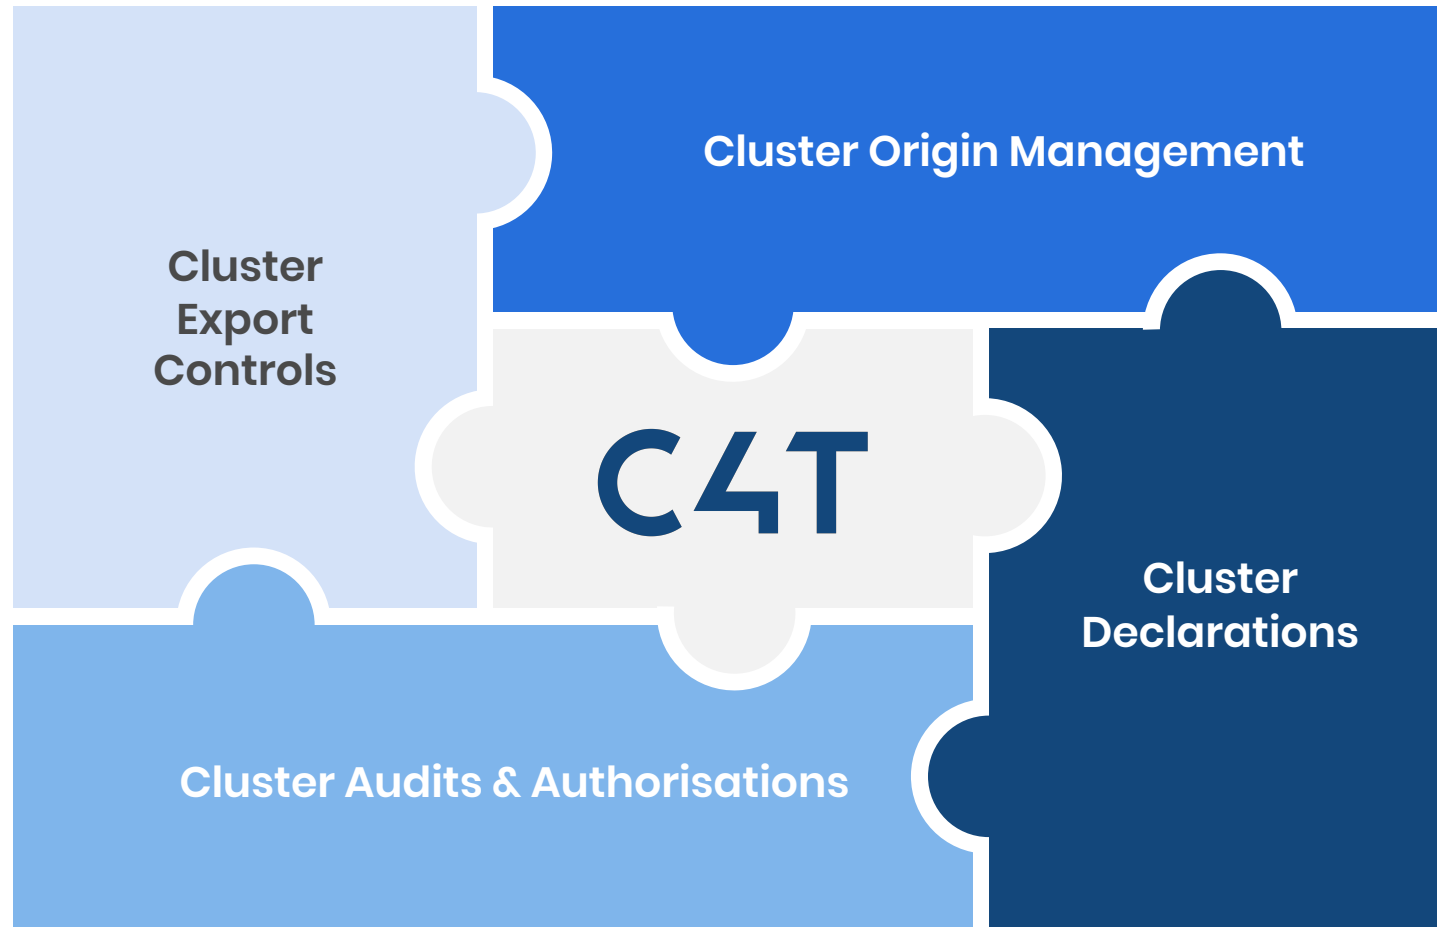 Cluster Origin Management
Cluster
Export
Controls
C4T
Cluster
Declarations
Cluster Audits & Authorisations